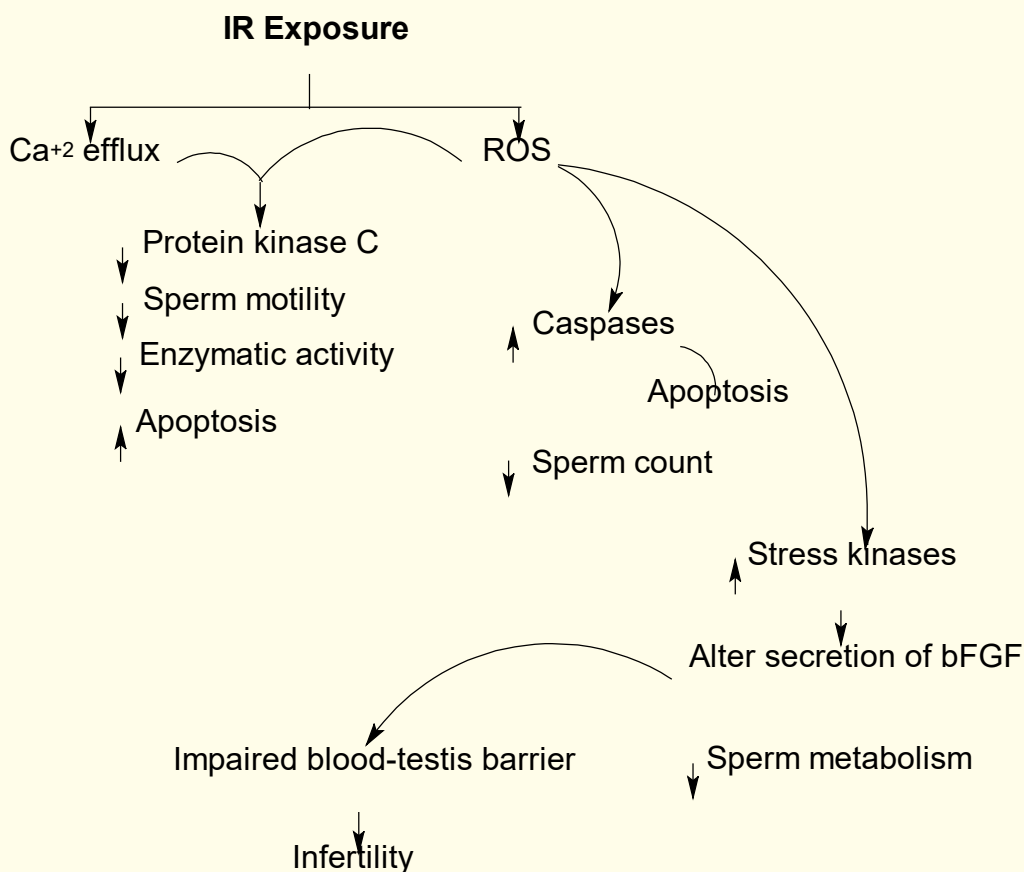 IR Exposure
Ca+2 efflux
ROS
Protein kinase C
Sperm motility
Enzymatic activity
Apoptosis
Caspases
Apoptosis
Sperm count
Stress kinases
Alter secretion of bFGF
Impaired blood-testis barrier
Sperm metabolism
Infertility